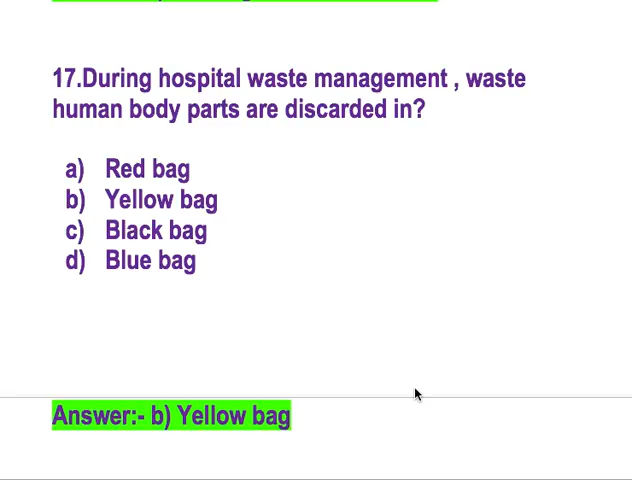 17.During hospital waste management , waste
human body parts are discarded in?
a) Red bag
b) Yellow bag
c) Black bag
d) Blue bag
Answer:- b) Yellow bag